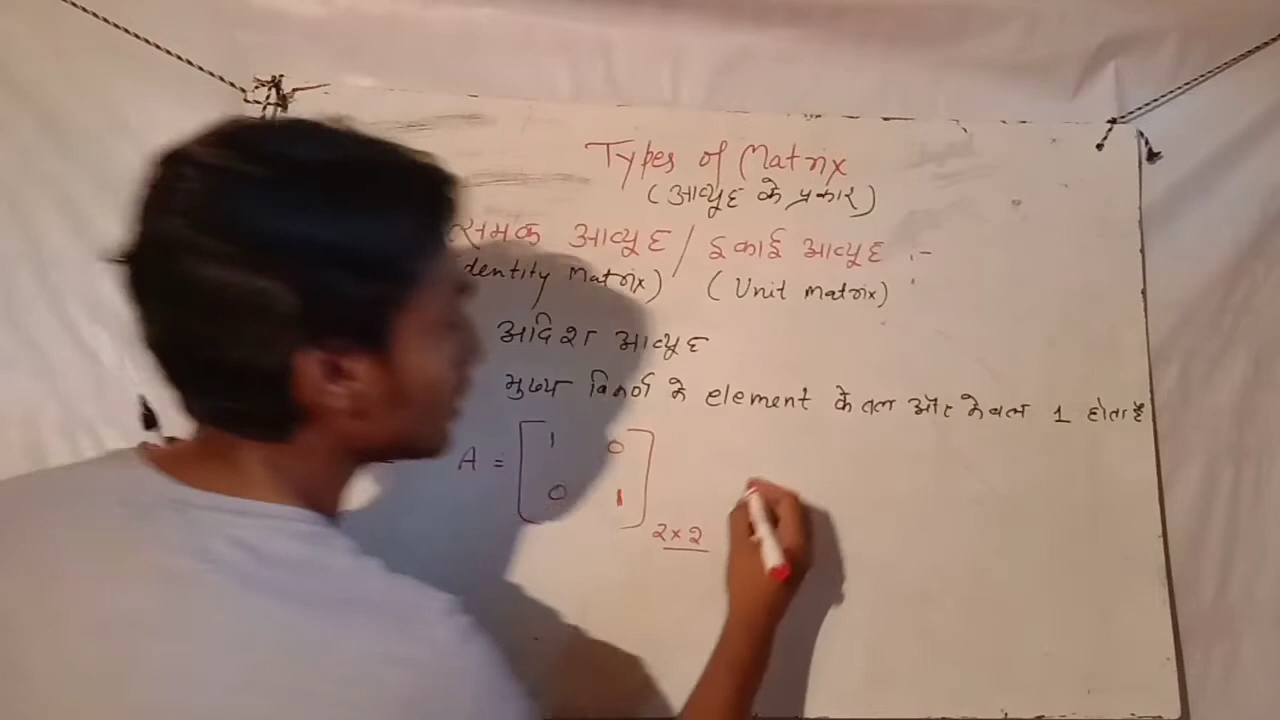 Types of Matrix
(आव्यूह के प्रकार)
त्समक आव्यूह / इकाई आव्यूह :-
dentity Matrix) (Unit matrix)
अदिश आव्यूह
मुख्य विकर्ण के element केवल और केवल 1 होता है
A = [ 1 0
0 1 ] 2×2